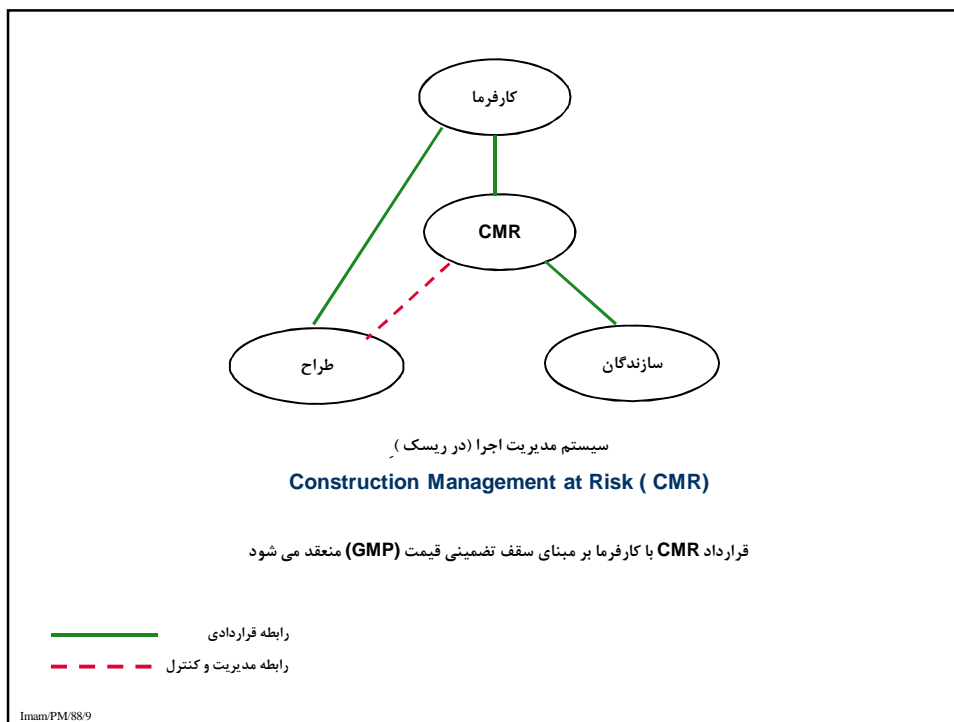 کارفرما
CMR
طراح
سازندگان
سیستم مدیریت اجرا (در ریسک )ِ
Construction Management at Risk ( CMR)
قرارداد CMR با کارفرما بر مبنای سقف تضمینی قیمت (GMP) منعقد می شود
رابطه قراردادی
رابطه مدیریت و کنترل
Imam/PM/88/9